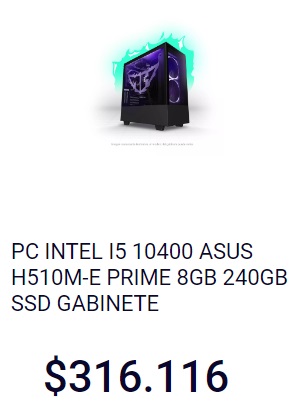 PC INTEL I5 10400 ASUS
H510M-E PRIME 8GB 240GB
SSD GABINETE
$316.116